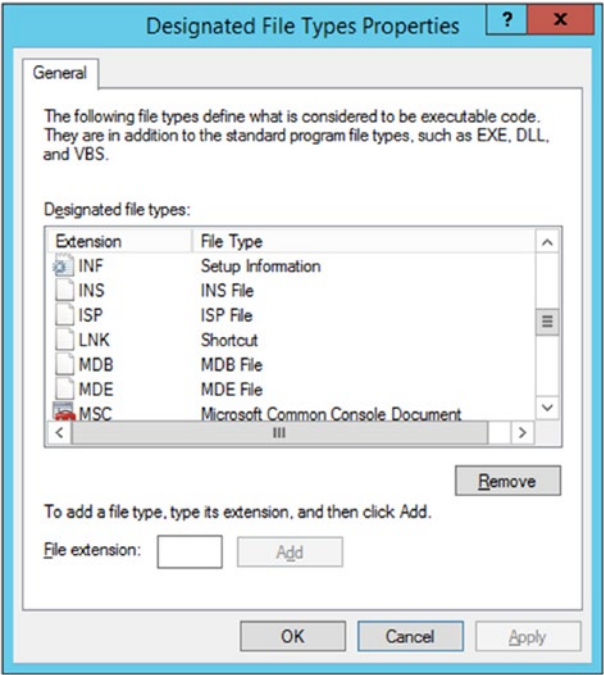 Designated File Types Properties
?
x
General
The following file types define what is considered to be executable code.
They are in addition to the standard program file types, such as EXE, DLL,
and VBS.
Designated file types:
Extension File Type
INF Setup Information
INS INS File
ISP ISP File
LNK Shortcut
MDB MDB File
MDE MDE File
MSC Microsoft Common Console Document
Remove
To add a file type, type its extension, and then click Add.
File extension: Add
OK Cancel Apply